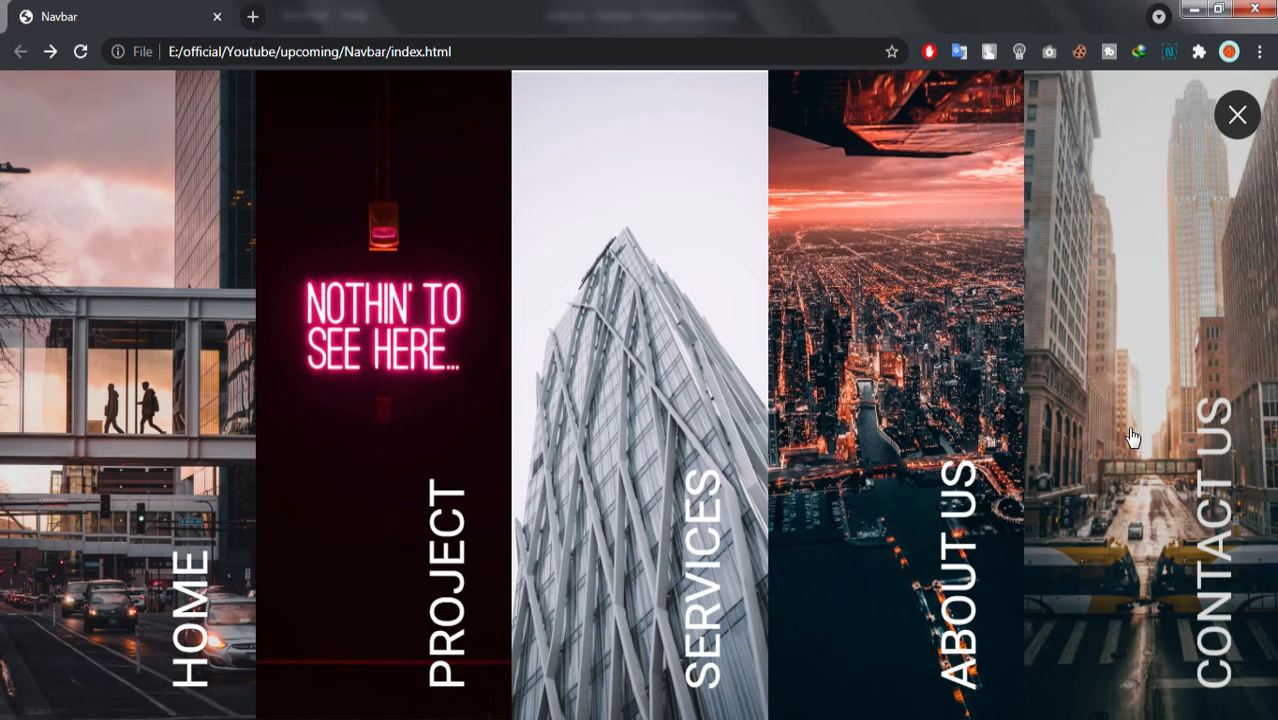 Navbar
File
E:/official/Youtube/upcoming/Navbar/index.html
NOTHIN' TO
SEE HERE...
HOME
PROJECT
SERVICES
ABOUT US
CONTACT US